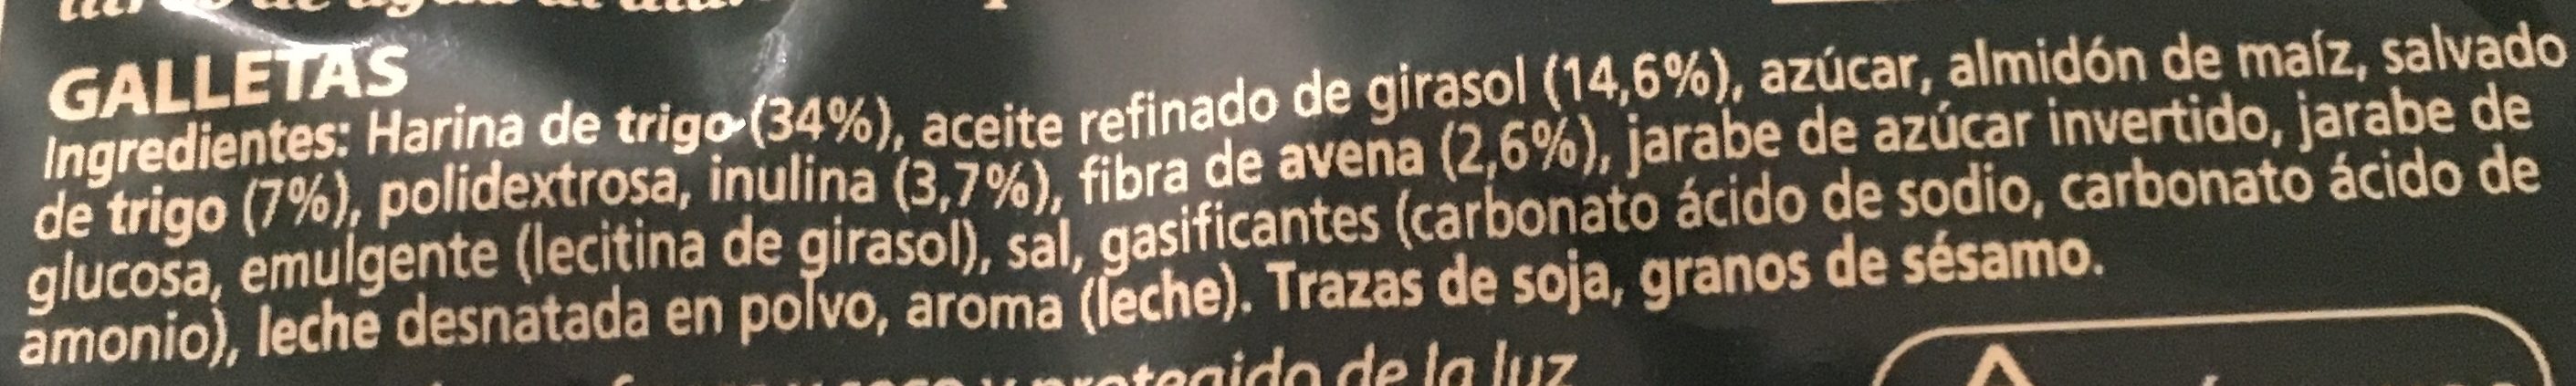 GALLETAS
Ingredientes: Harina de trigo (34%), aceite refinado de girasol (14,6%), azúcar, almidón de maíz, salvado
de trigo (7%), polidextrosa, inulina (3,7%), fibra de avena (2,6%), jarabe de azúcar invertido, jarabe de
glucosa, emulgente (lecitina de girasol), sal, gasificantes (carbonato ácido de sodio, carbonato ácido de
amonio), leche desnatada en polvo, aroma (leche). Trazas de soja, granos de sésamo.
y protegido de la luz